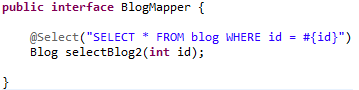 public interface BlogMapper {
@Select("SELECT * FROM blog WHERE id = #{id}")
Blog selectBlog2(int id);
}